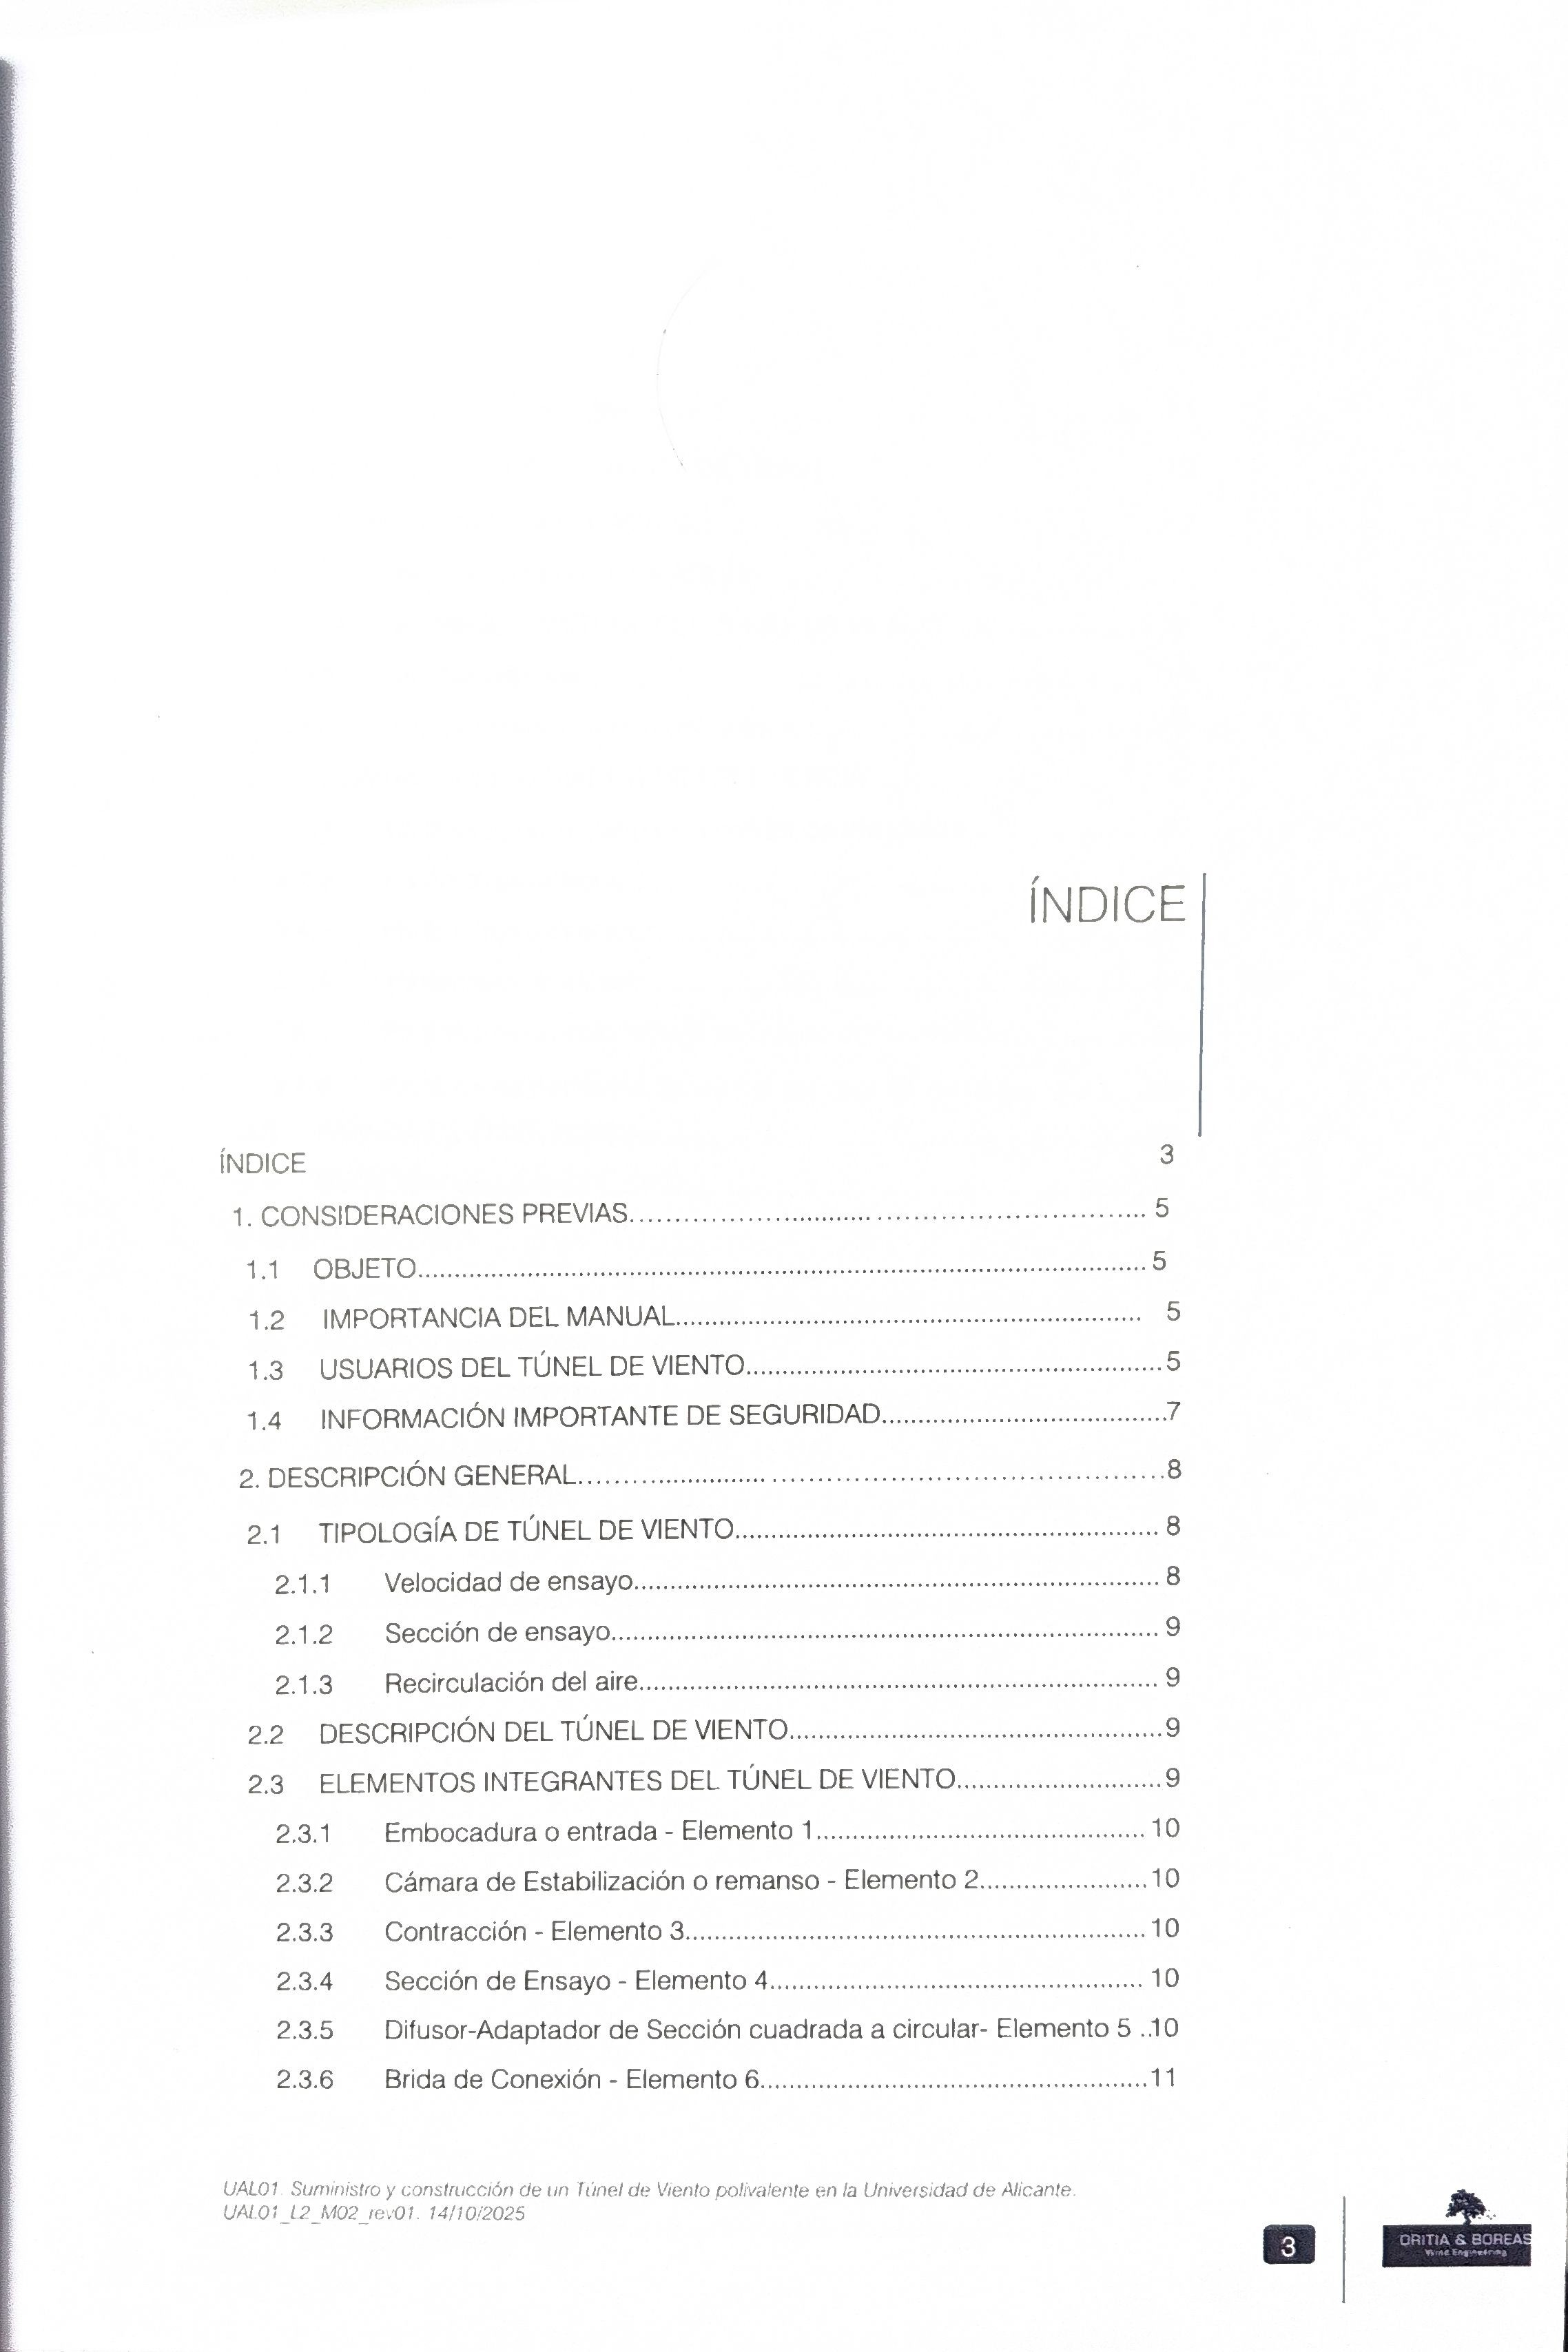 ÍNDICE
ÍNDICE 3
1. CONSIDERACIONES PREVIAS 5
1.1 OBJETO 5
1.2 IMPORTANCIA DEL MANUAL 5
1.3 USUARIOS DEL TÚNEL DE VIENTO 5
1.4 INFORMACIÓN IMPORTANTE DE SEGURIDAD 7
2. DESCRIPCIÓN GENERAL 8
2.1 TIPOLOGÍA DE TÚNEL DE VIENTO 8
2.1.1 Velocidad de ensayo 8
2.1.2 Sección de ensayo 9
2.1.3 Recirculación del aire 9
2.2 DESCRIPCIÓN DEL TÚNEL DE VIENTO 9
2.3 ELEMENTOS INTEGRANTES DEL TÚNEL DE VIENTO 9
2.3.1 Embocadura o entrada - Elemento 1 10
2.3.2 Cámara de Estabilización o remanso - Elemento 2 10
2.3.3 Contracción - Elemento 3 10
2.3.4 Sección de Ensayo - Elemento 4 10
2.3.5 Difusor-Adaptador de Sección cuadrada a circular- Elemento 5 10
2.3.6 Brida de Conexión - Elemento 6 11
UAL01. Suministro y construcción de un Túnel de Viento polivalente en la Universidad de Alicante.
UAL01_L2_M02_rev01. 14/10/2025
3
ORITIA & BOREAS
Wind Engineering